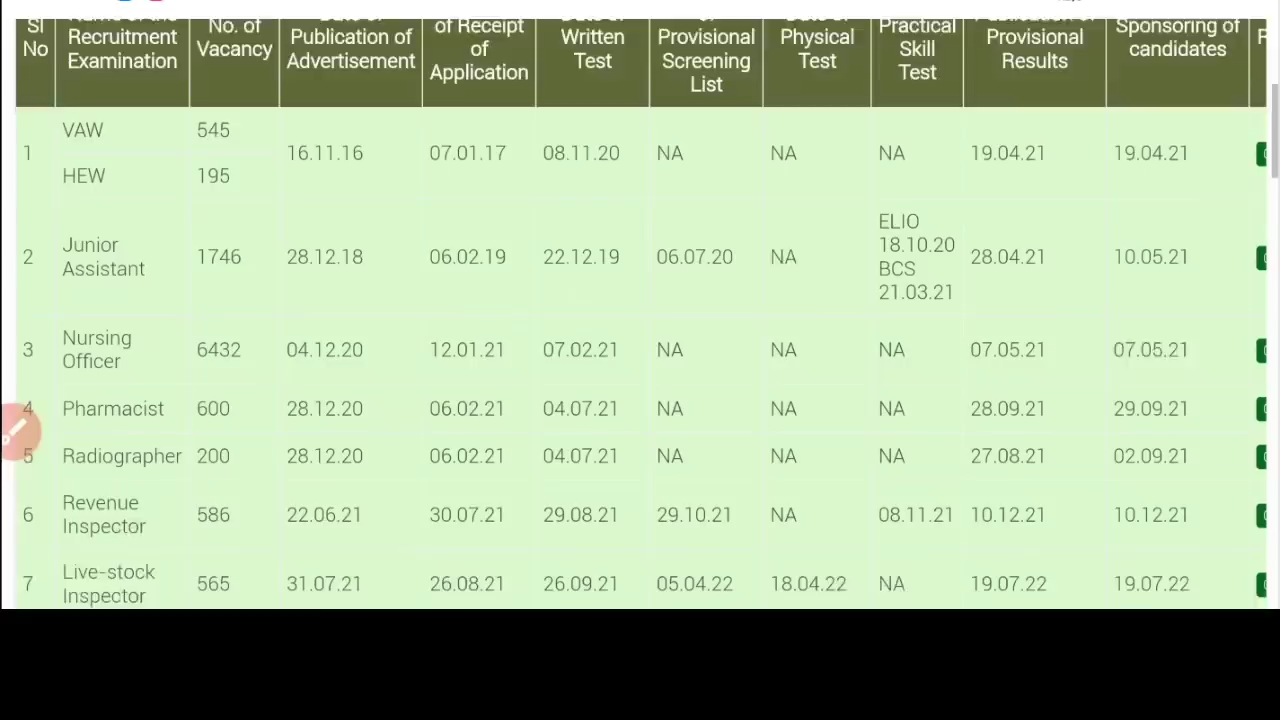 Sl
No
Name of the
Recruitment
Examination
No. of
Vacancy
Date of
Publication of
Advertisement
of Receipt
of
Application
Date of
Written
Test
of
Provisional
Screening
List
Date of
Physical
Test
Practical
Skill
Test
Publication of
Provisional
Results
Sponsoring of
candidates
1
VAW
545
HEW
195
16.11.16
07.01.17
08.11.20
NA
NA
NA
19.04.21
19.04.21
2
Junior
Assistant
1746
28.12.18
06.02.19
22.12.19
06.07.20
NA
ELIO
18.10.20
BCS
21.03.21
28.04.21
10.05.21
3
Nursing
Officer
6432
04.12.20
12.01.21
07.02.21
NA
NA
NA
07.05.21
07.05.21
4
Pharmacist
600
28.12.20
06.02.21
04.07.21
NA
NA
NA
28.09.21
29.09.21
5
Radiographer
200
28.12.20
06.02.21
04.07.21
NA
NA
NA
27.08.21
02.09.21
6
Revenue
Inspector
586
22.06.21
30.07.21
29.08.21
29.10.21
NA
08.11.21
10.12.21
10.12.21
7
Live-stock
Inspector
565
31.07.21
26.08.21
26.09.21
05.04.22
18.04.22
NA
19.07.22
19.07.22